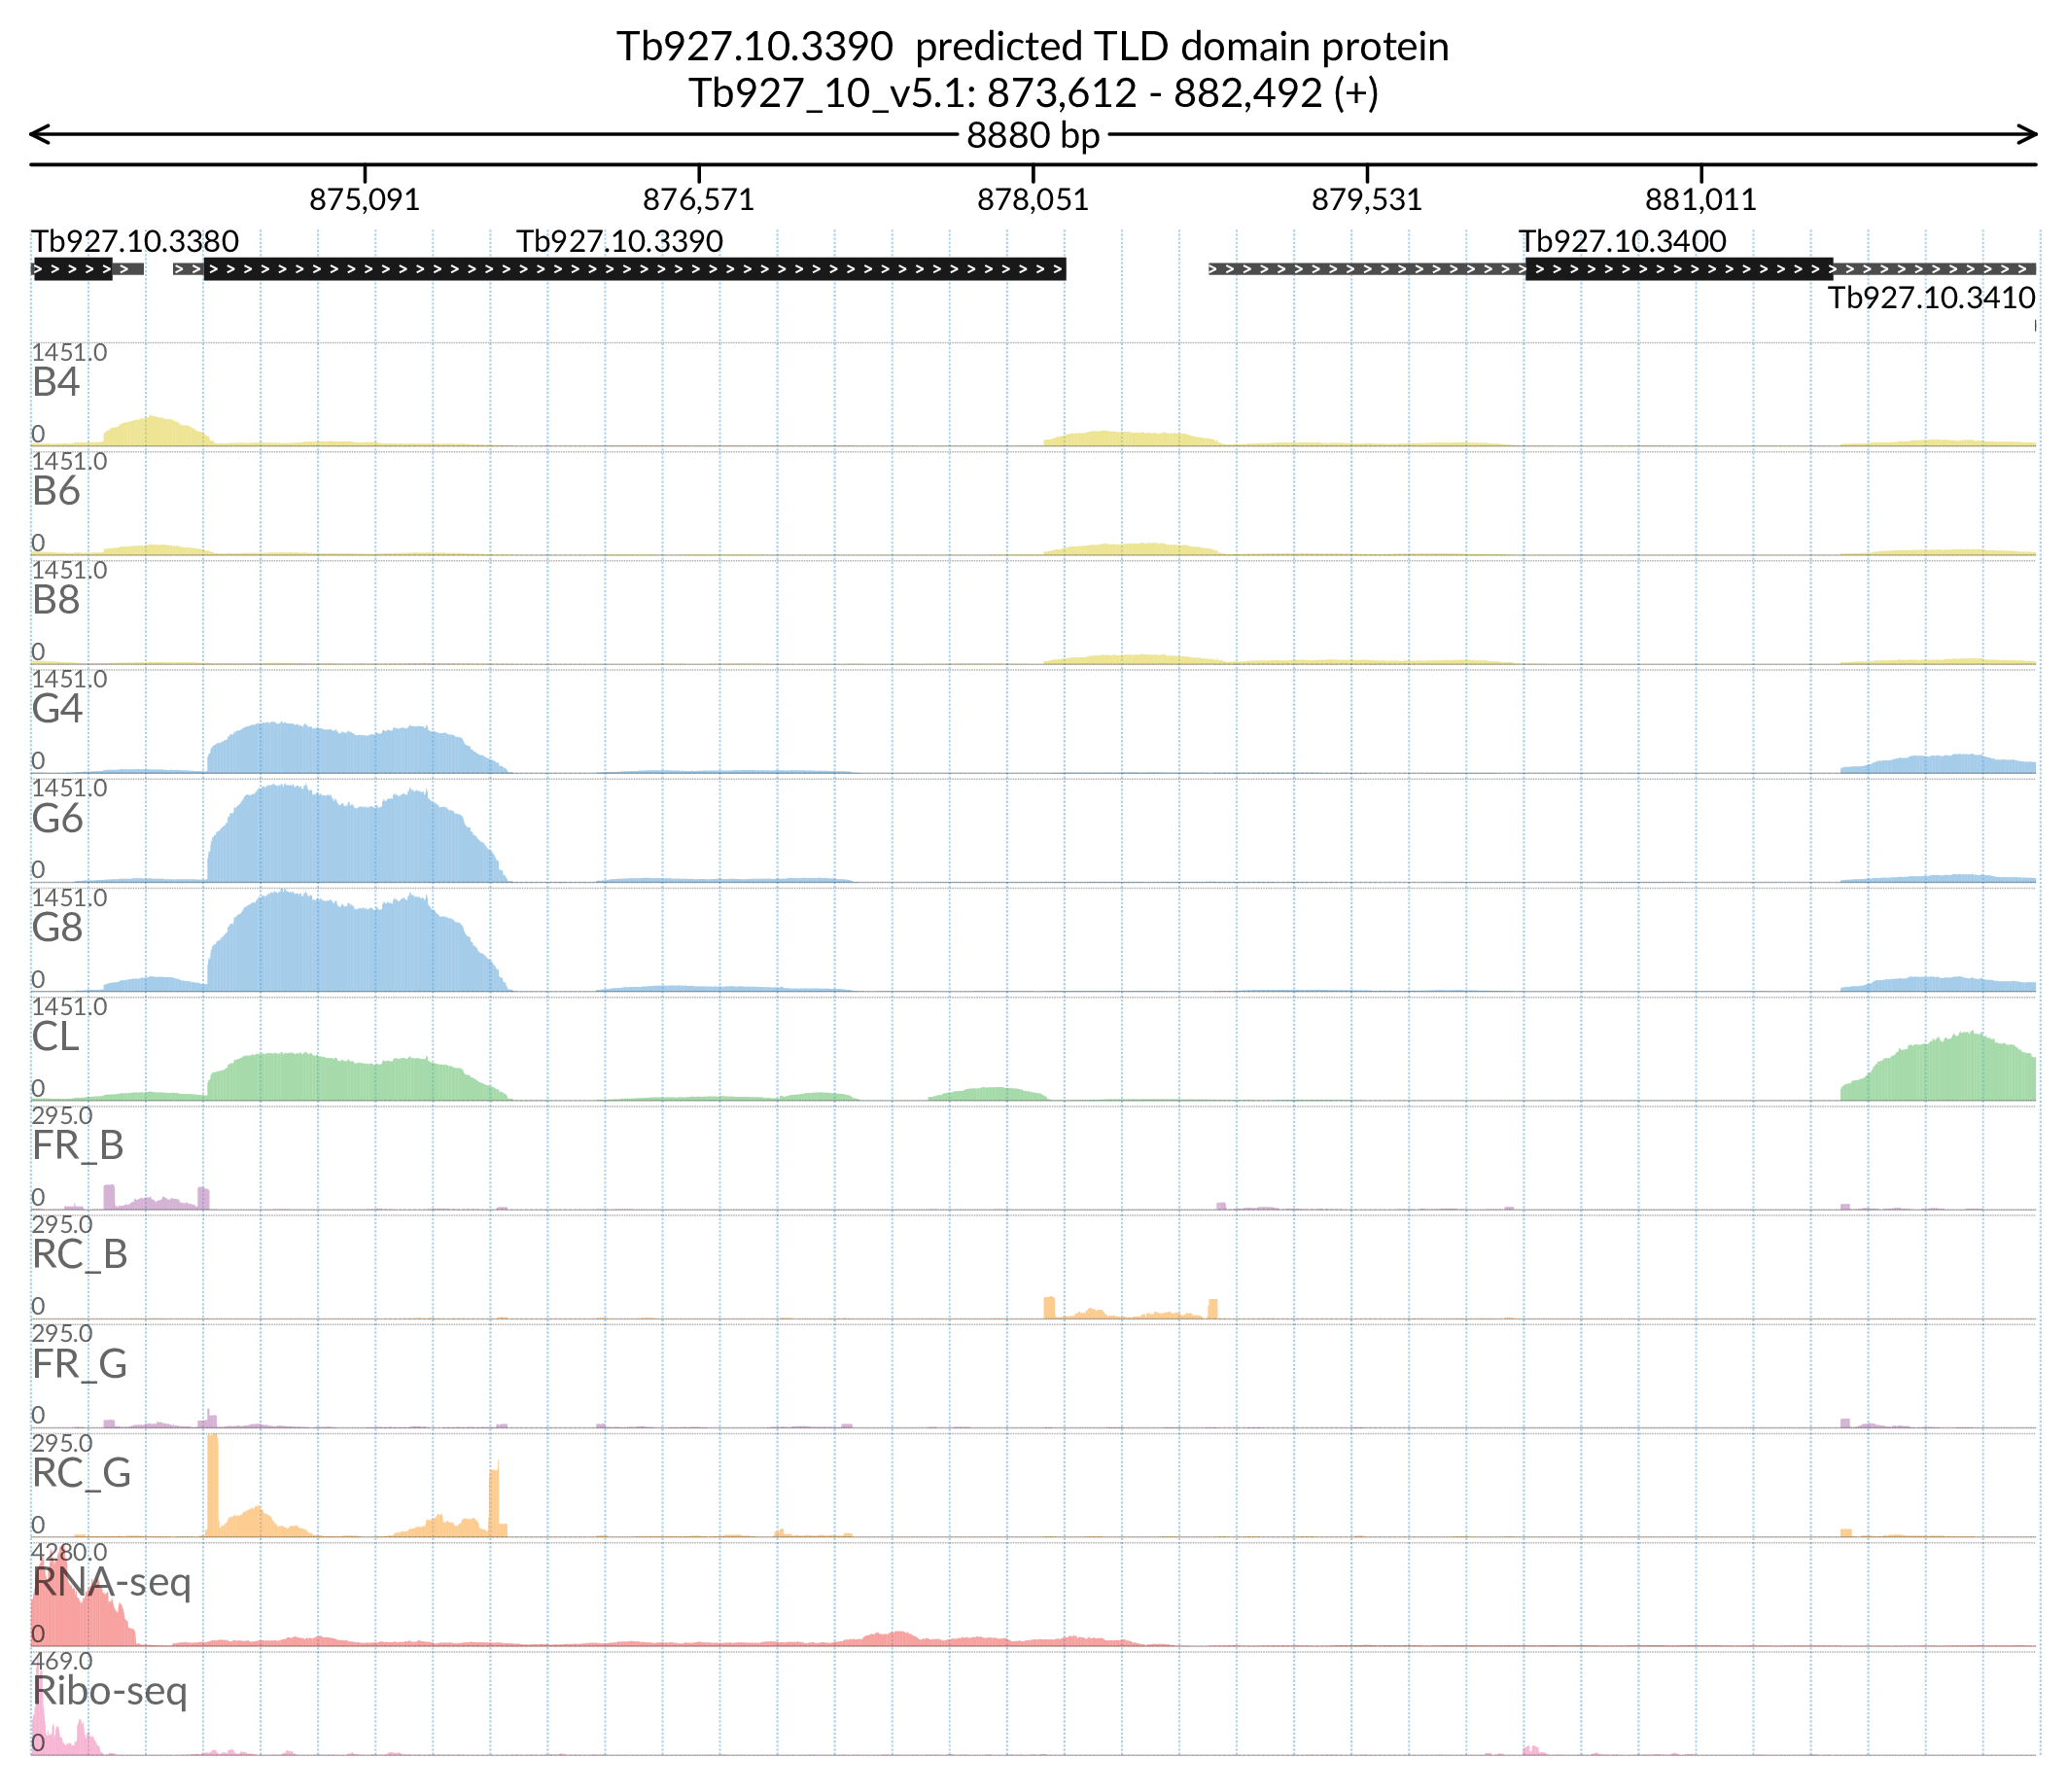 Tb927.10.3390  predicted TLD domain protein
Tb927_10_v5.1: 873,612 - 882,492 (+)
8880 bp
875,091 876,571 878,051 879,531 881,011
Tb927.10.3380 Tb927.10.3390 Tb927.10.3400
Tb927.10.3410
1451.0
B4
0
1451.0
B6
0
1451.0
B8
0
1451.0
G4
0
1451.0
G6
0
1451.0
G8
0
1451.0
CL
0
295.0
FR_B
0
295.0
RC_B
0
295.0
FR_G
0
295.0
RC_G
0
4280.0
RNA-seq
0
469.0
Ribo-seq
0